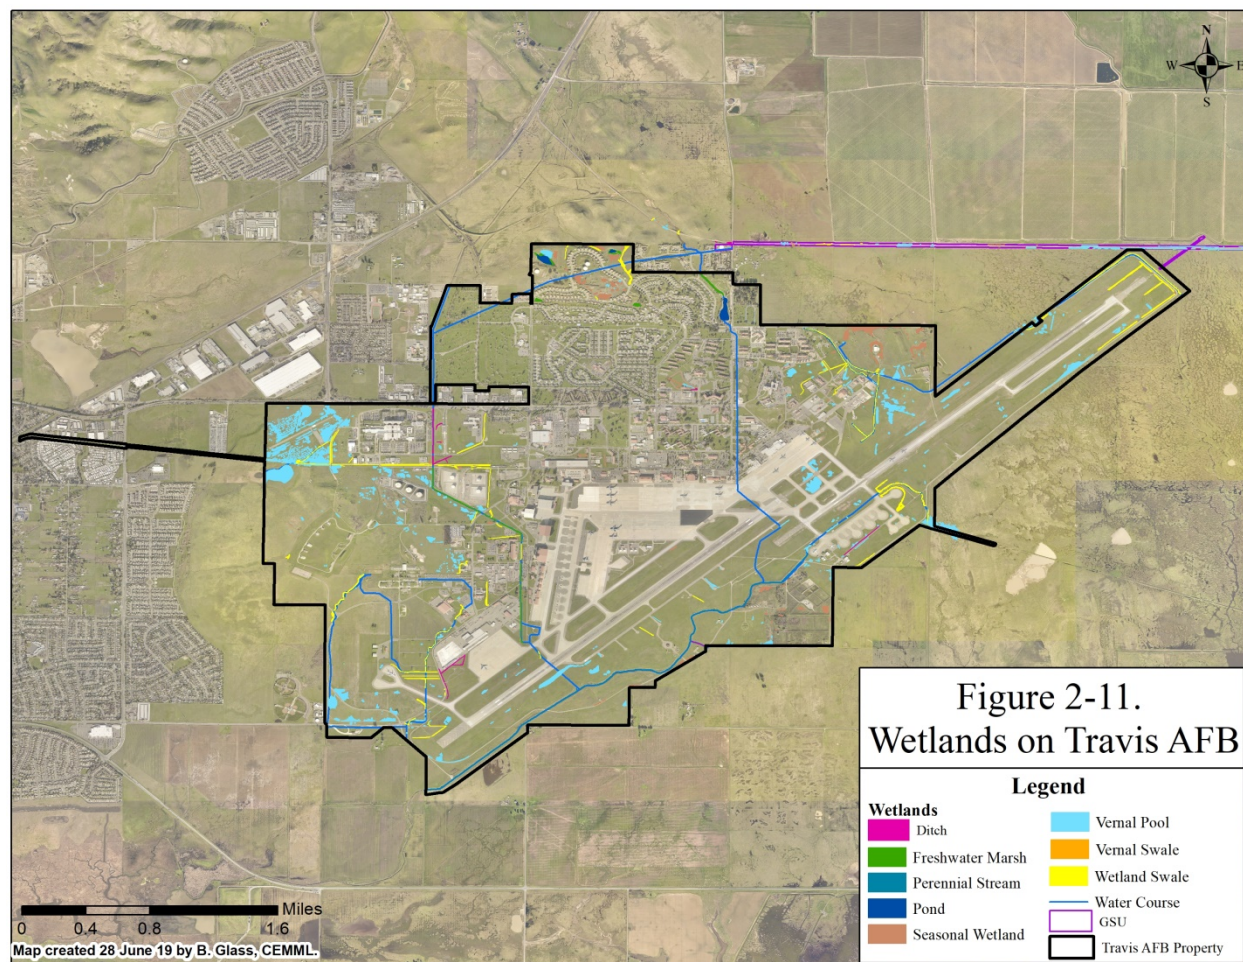 N
W E
S
Figure 2-11.
Wetlands on Travis AFB
Legend
Wetlands
Ditch
Freshwater Marsh
Perennial Stream
Pond
Seasonal Wetland
Vernal Pool
Vernal Swale
Wetland Swale
Water Course
GSU
Travis AFB Property
Miles
0 0.4 0.8 1.6
Map created 28 June 19 by B. Glass, CEMML.